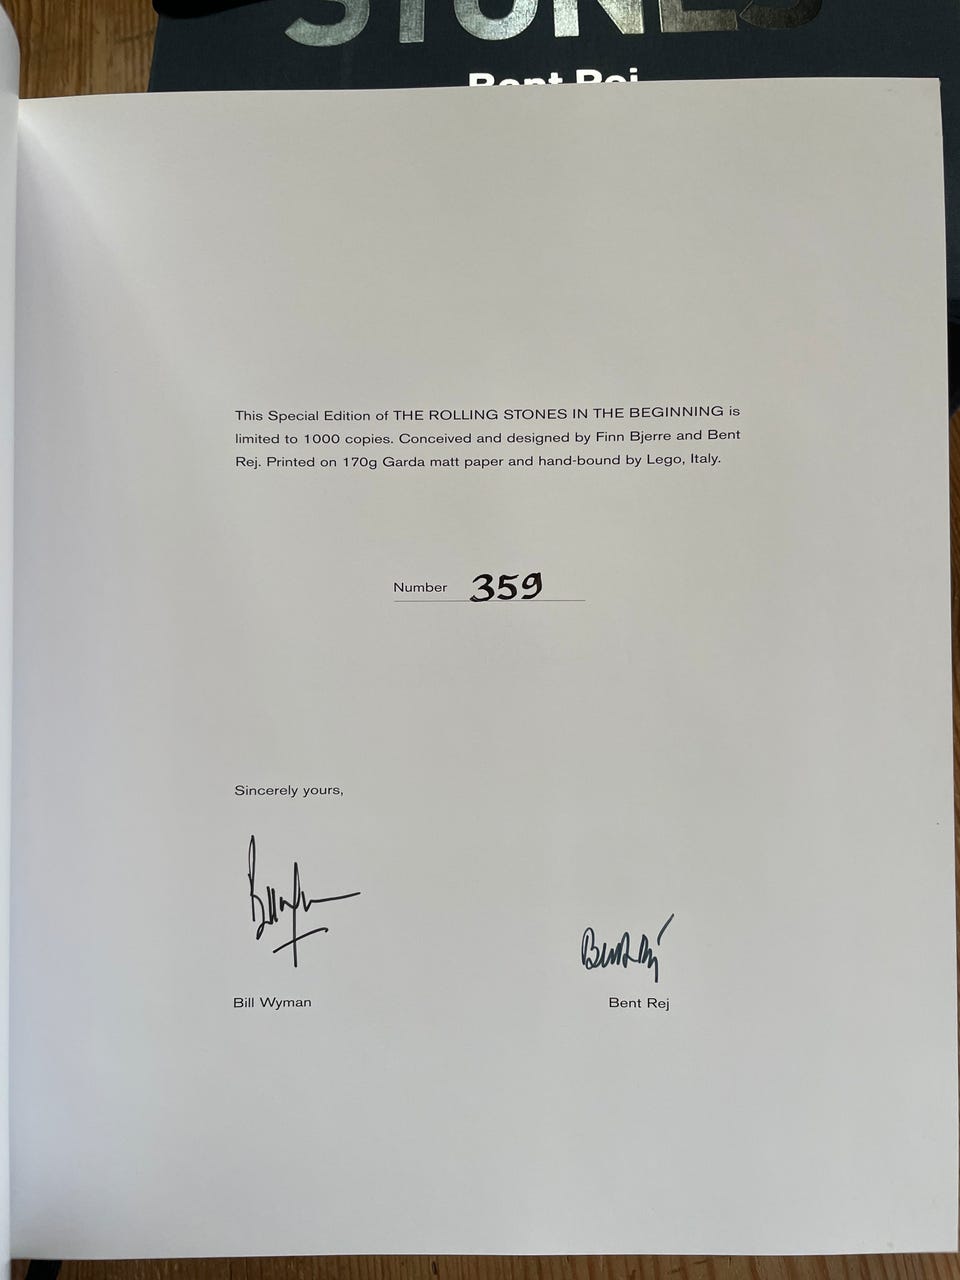 STONES
Bent Rej
This Special Edition of THE ROLLING STONES IN THE BEGINNING is
limited to 1000 copies. Conceived and designed by Finn Bjerre and Bent
Rej. Printed on 170g Garda matt paper and hand-bound by Lego, Italy.
Number 359
Sincerely yours,
Bill Wyman
Bent Rej